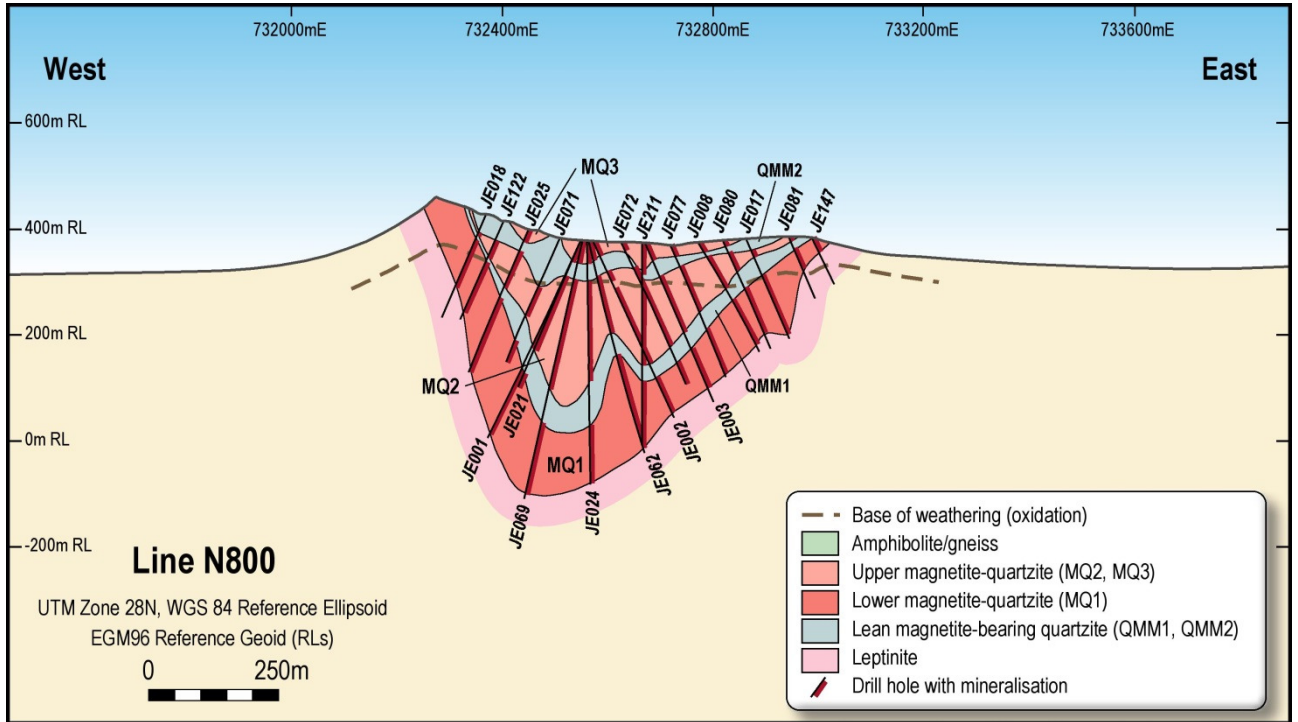 732000mE 732400mE 732800mE 733200mE 733600mE
West
East
600m RL
400m RL
200m RL
0m RL
-200m RL
MQ3
QMM2
JE018
JE122
JE025
JE071
JE072
JE211
JE077
JE008
JE080
JE017
JE081
JE147
MQ2
QMM1
MQ1
JE001
JE021
JE069
JE024
JE062
JE002
JE003
Line N800
UTM Zone 28N, WGS 84 Reference Ellipsoid
EGM96 Reference Geoid (RLs)
0 250m
Base of weathering (oxidation)
Amphibolite/gneiss
Upper magnetite-quartzite (MQ2, MQ3)
Lower magnetite-quartzite (MQ1)
Lean magnetite-bearing quartzite (QMM1, QMM2)
Leptinite
Drill hole with mineralisation